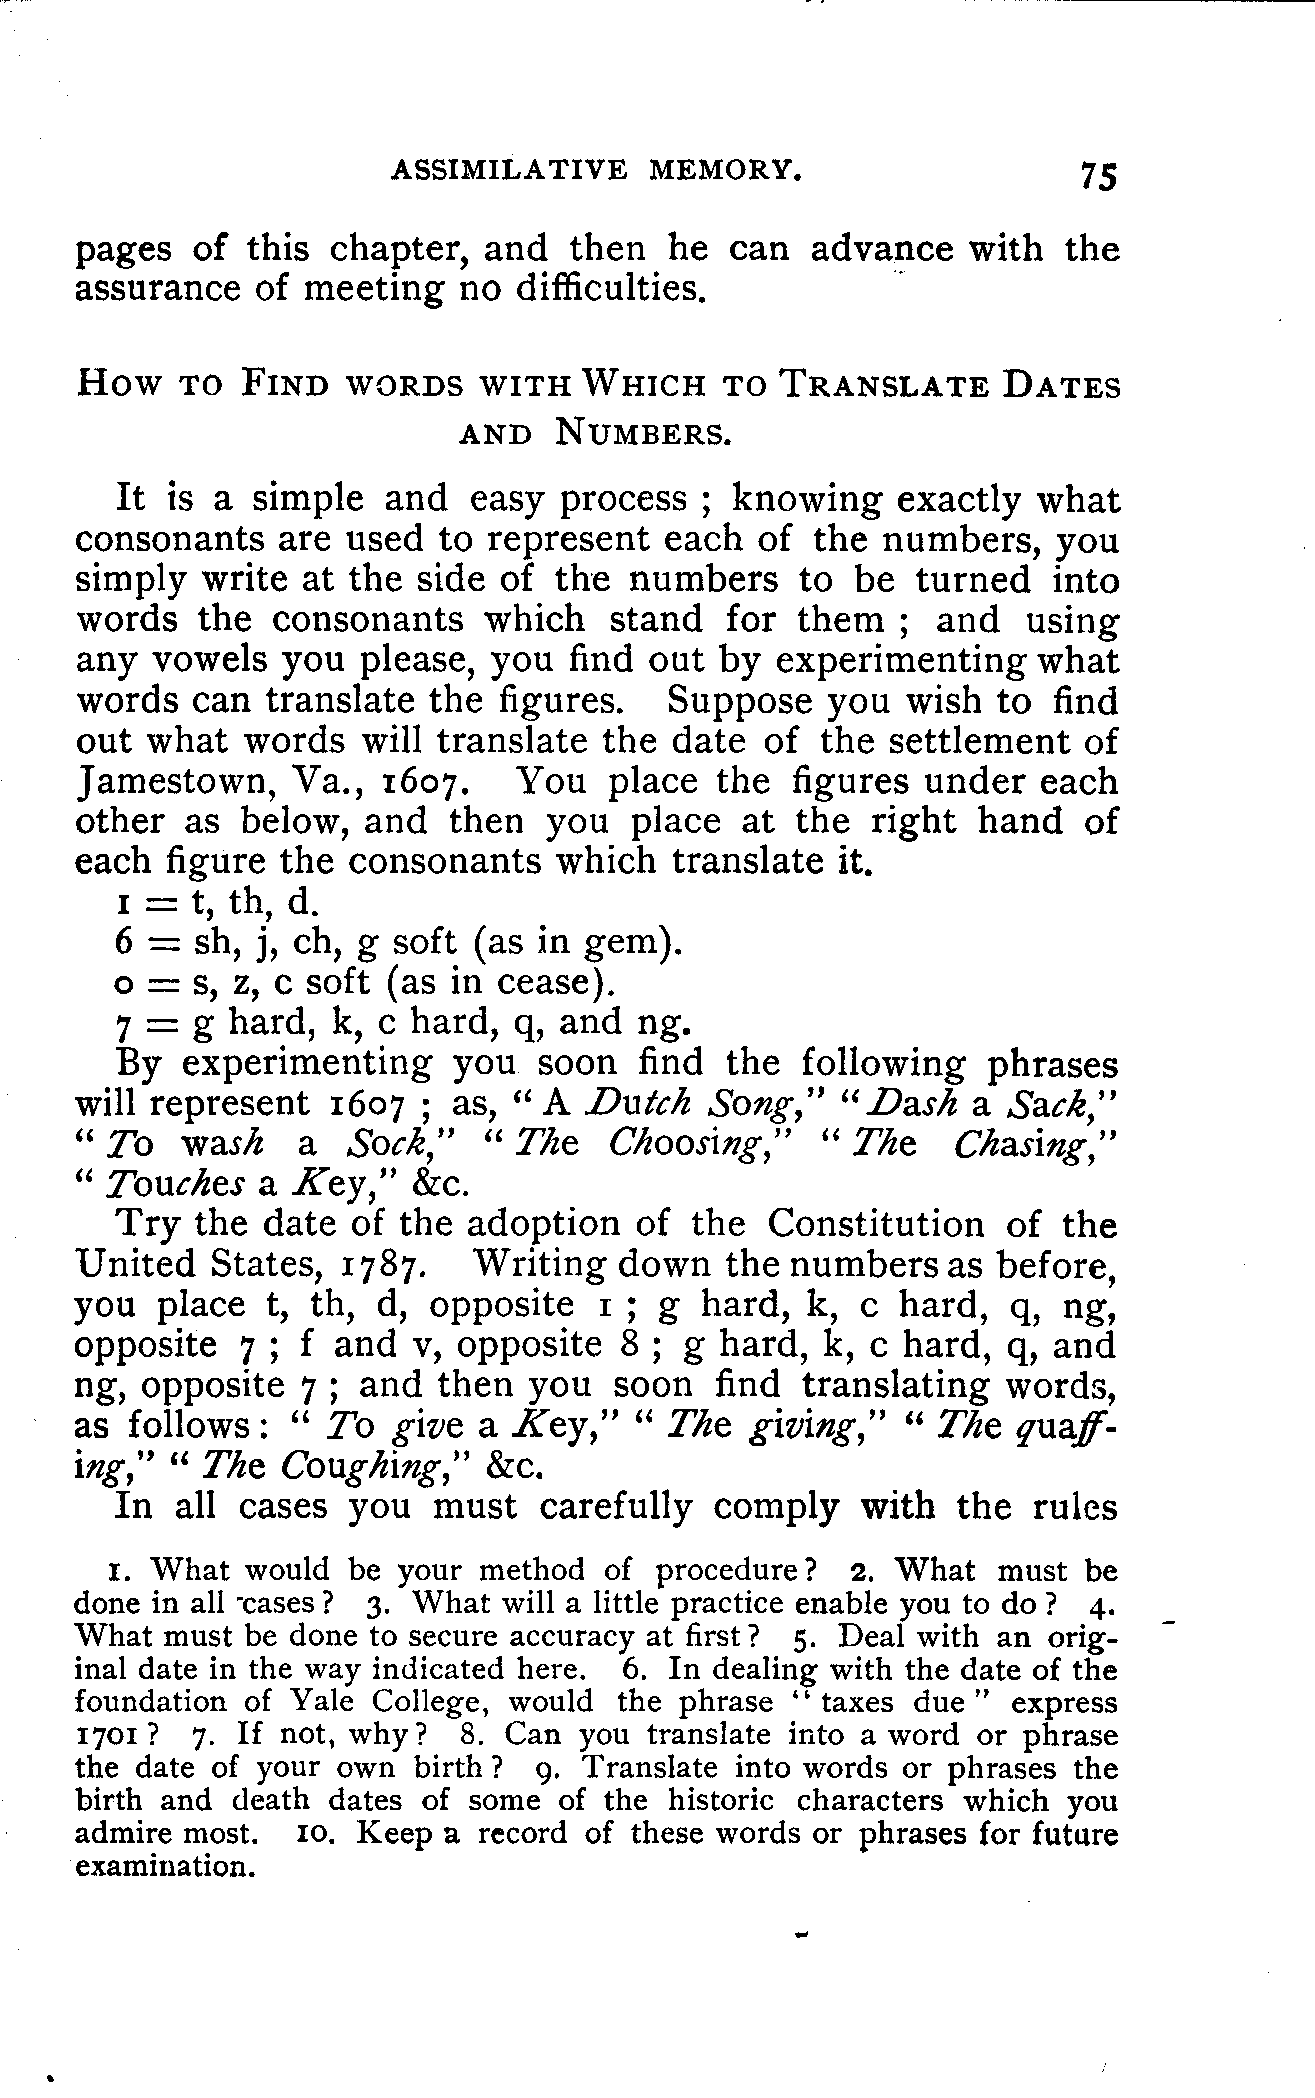 ASSIMILATIVE MEMORY. 75
pages of this chapter, and then he can advance with the
assurance of meeting no difficulties.
How to Find words with Which to Translate Dates
and Numbers.
It is a simple and easy process ; knowing exactly what
consonants are used to represent each of the numbers, you
simply write at the side of the numbers to be turned into
words the consonants which stand for them ; and using
any vowels you please, you find out by experimenting what
words can translate the figures. Suppose you wish to find
out what words will translate the date of the settlement of
Jamestown, Va., 1607. You place the figures under each
other as below, and then you place at the right hand of
each figure the consonants which translate it.
1 = t, th, d.
6 = sh, j, ch, g soft (as in gem).
0 = s, z, c soft (as in cease).
7 = g hard, k, c hard, q, and ng.
By experimenting you soon find the following phrases
will represent 1607 ; as, “ A Dutch Song,” “ Dash a Sack,”
“ To wash a Sock,” “ The Choosing,” “ The Chasing,”
“ Touches a Key,” &c.
Try the date of the adoption of the Constitution of the
United States, 1787. Writing down the numbers as before,
you place t, th, d, opposite 1 ; g hard, k, c hard, q, ng,
opposite 7 ; f and v, opposite 8 ; g hard, k, c hard, q, and
ng, opposite 7 ; and then you soon find translating words,
as follows : “ To give a Key,” “ The giving,” “ The quaff-
ing,” “ The Coughing,” &c.
In all cases you must carefully comply with the rules
1. What would be your method of procedure ? 2. What must be
done in all cases ? 3. What will a little practice enable you to do ? 4.
What must be done to secure accuracy at first ? 5. Deal with an orig-
inal date in the way indicated here. 6. In dealing with the date of the
foundation of Yale College, would the phrase “ taxes due ” express
1701 ? 7. If not, why ? 8. Can you translate into a word or phrase
the date of your own birth ? 9. Translate into words or phrases the
birth and death dates of some of the historic characters which you
admire most. 10. Keep a record of these words or phrases for future
examination.